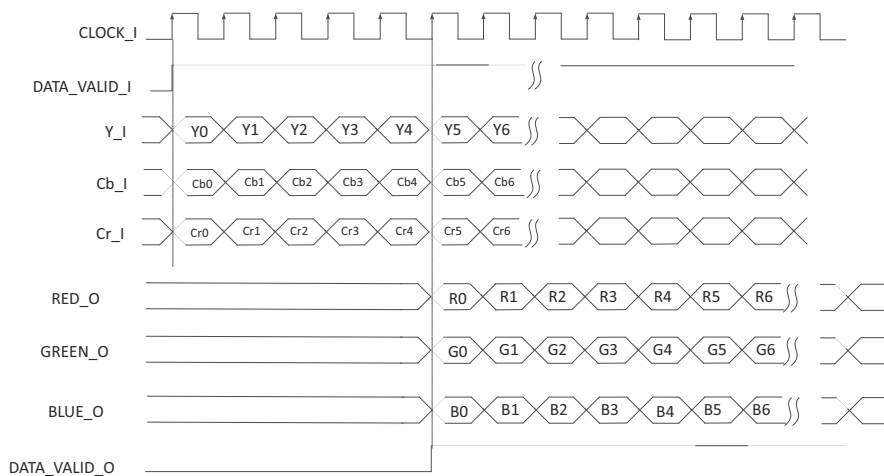 CLOCK_I
DATA_VALID_I
Y_I Y0 Y1 Y2 Y3 Y4 Y5 Y6
Cb_I Cb0 Cb1 Cb2 Cb3 Cb4 Cb5 Cb6
Cr_I Cr0 Cr1 Cr2 Cr3 Cr4 Cr5 Cr6
RED_O R0 R1 R2 R3 R4 R5 R6
GREEN_O G0 G1 G2 G3 G4 G5 G6
BLUE_O B0 B1 B2 B3 B4 B5 B6
DATA_VALID_O